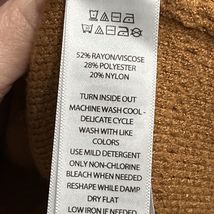 52% RAYON/VISCOSE
28% POLYESTER
20% NYLON
TURN INSIDE OUT
MACHINE WASH COOL -
DELICATE CYCLE
WASH WITH LIKE
COLORS
USE MILD DETERGENT
ONLY NON-CHLORINE
BLEACH WHEN NEEDED
RESHAPE WHILE DAMP
DRY FLAT
LOW IRON IF NEEDED